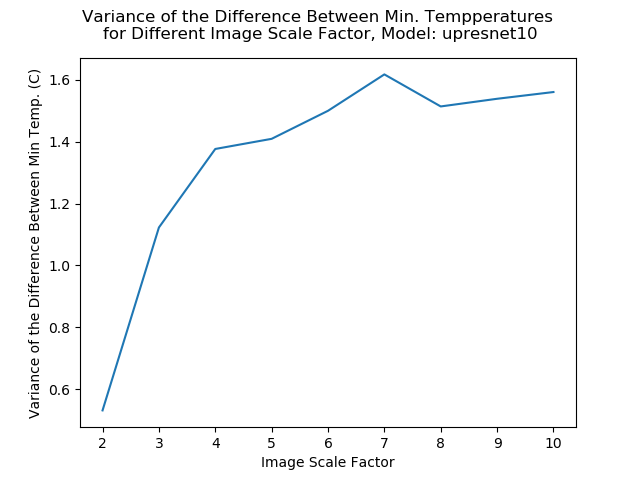 Variance of the Difference Between Min. Tempperatures
for Different Image Scale Factor, Model: upresnet10
Variance of the Difference Between Min Temp. (C)
1.6
1.4
1.2
1.0
0.8
0.6
2 3 4 5 6 7 8 9 10
Image Scale Factor